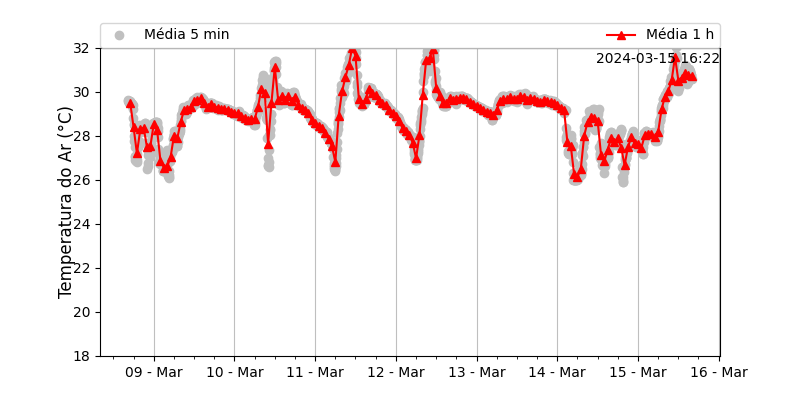 Média 5 min
Média 1 h
2024-03-15 16:22
Temperatura do Ar (°C)
32
30
28
26
24
22
20
18
09 - Mar
10 - Mar
11 - Mar
12 - Mar
13 - Mar
14 - Mar
15 - Mar
16 - Mar